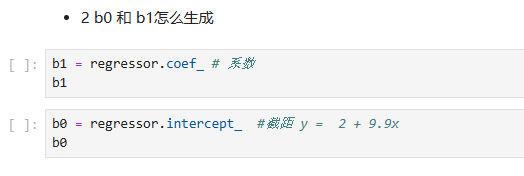 • 2 b0 和 b1怎么生成
[ ]: b1 = regressor.coef_ # 系数
b1
[ ]: b0 = regressor.intercept_  #截距 y =  2 + 9.9x
b0